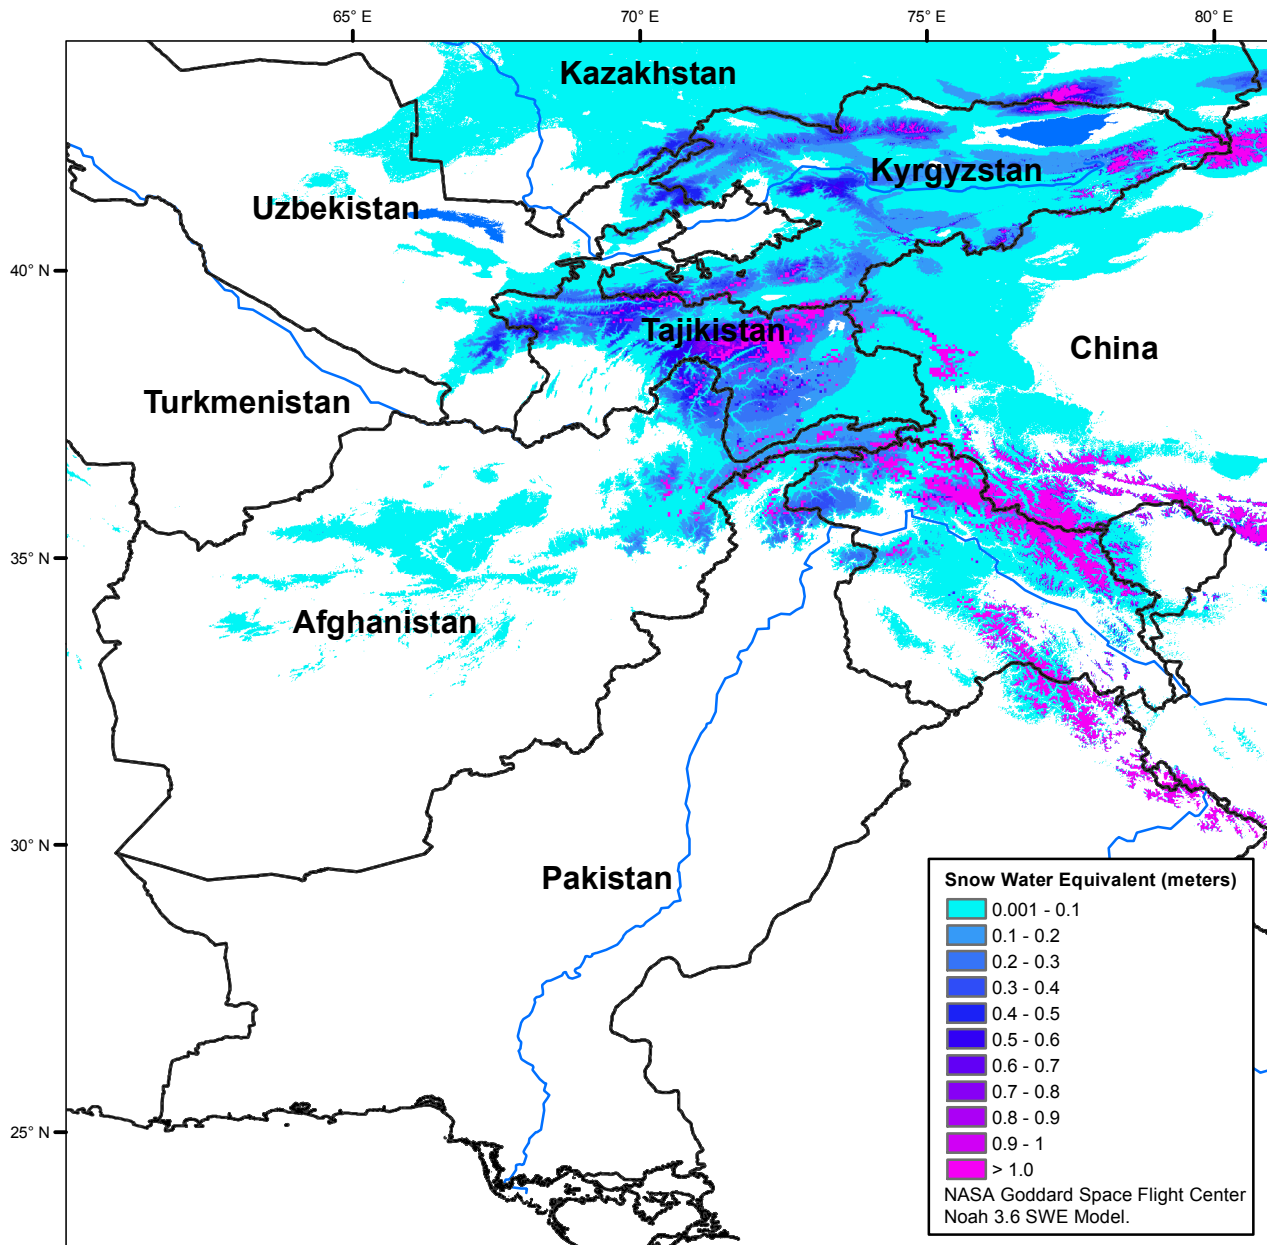 65° E
70° E
75° E
80° E
Kazakhstan
Kyrgyzstan
Uzbekistan
40° N
Tajikistan
China
Turkmenistan
35° N
Afghanistan
30° N
Pakistan
25° N
Snow Water Equivalent (meters)
0.001 - 0.1
0.1 - 0.2
0.2 - 0.3
0.3 - 0.4
0.4 - 0.5
0.5 - 0.6
0.6 - 0.7
0.7 - 0.8
0.8 - 0.9
0.9 - 1
> 1.0
NASA Goddard Space Flight Center
Noah 3.6 SWE Model.